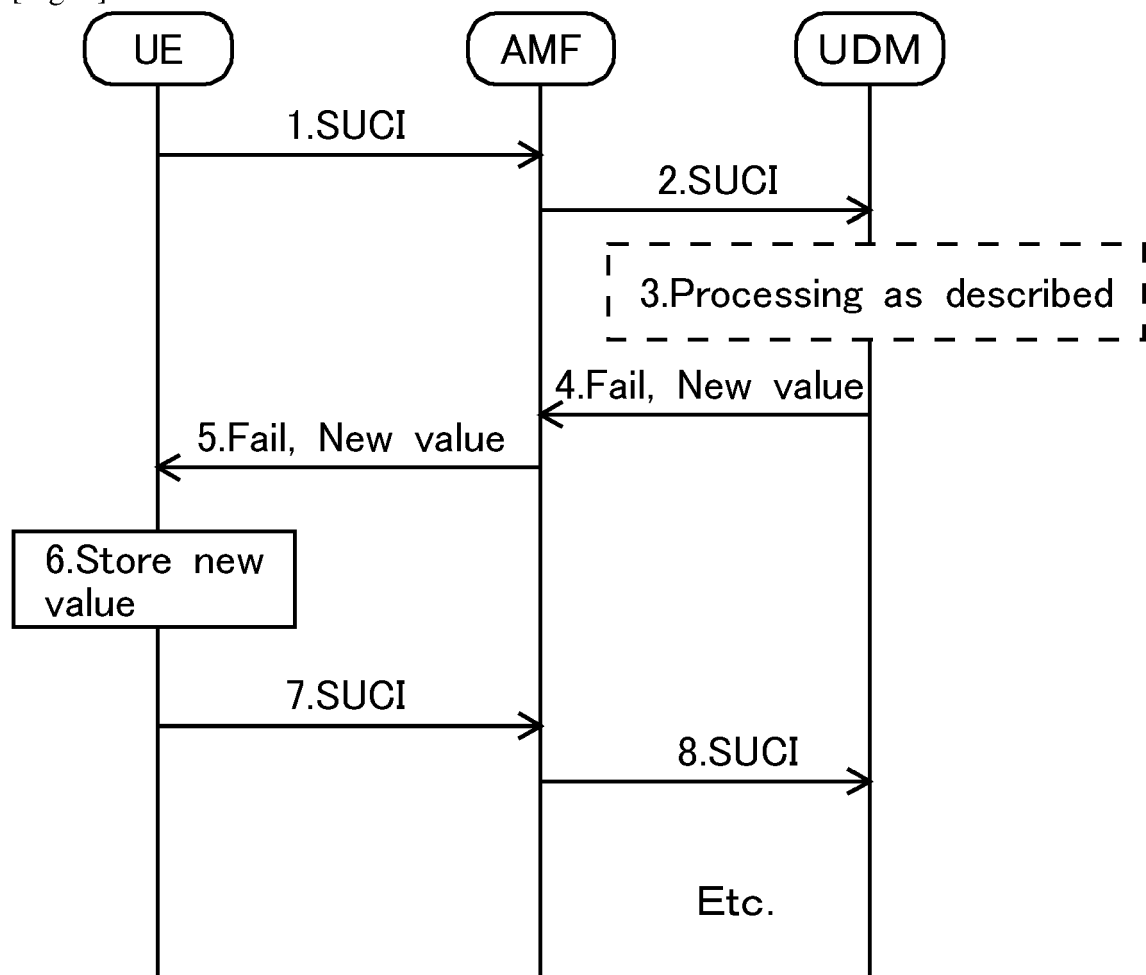 UE
AMF
UDM
1.SUCI
2.SUCI
3.Processing as described
4.Fail, New value
5.Fail, New value
6.Store new
value
7.SUCI
8.SUCI
Etc.